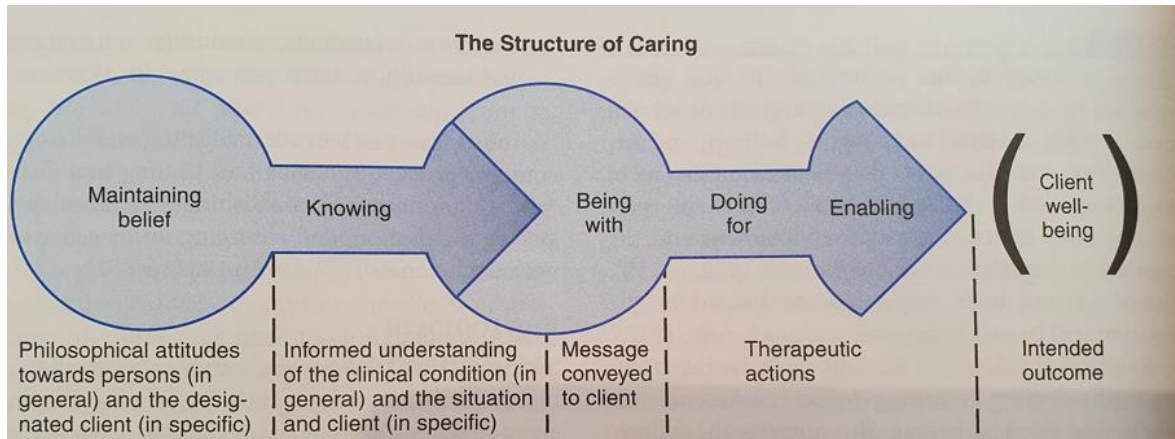 The Structure of Caring
Maintaining
belief
Knowing
Being
with
Doing
for
Enabling
Client
well-
being
Philosophical attitudes
towards persons (in
general) and the desig-
nated client (in specific)
Informed understanding
of the clinical condition (in
general) and the situation
and client (in specific)
Message
conveyed
to client
Therapeutic
actions
Intended
outcome